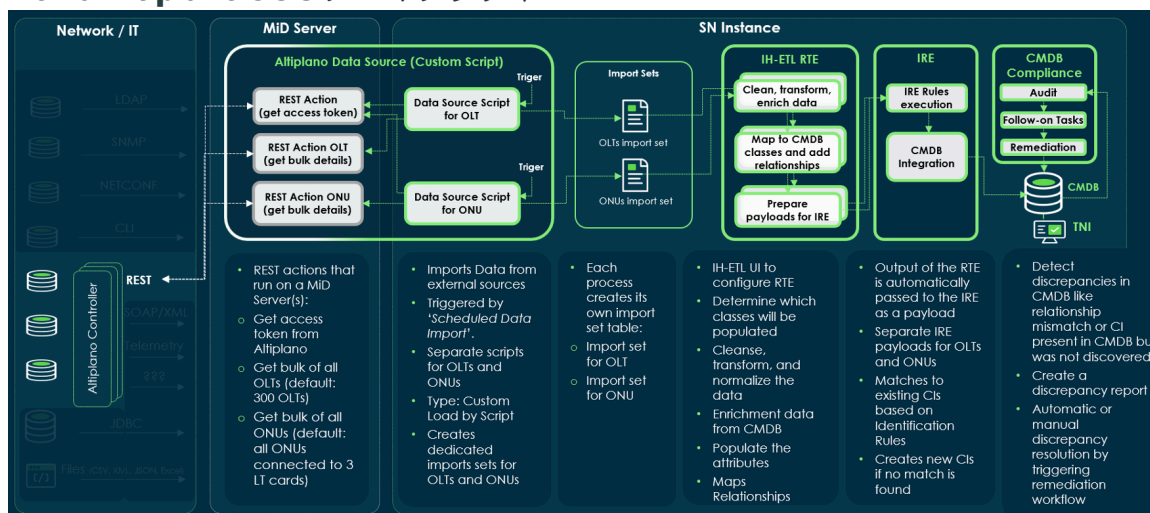 Network / IT
MiD Server
SN Instance
LDAP
SNMP
NETCONF
CLI
REST
SOAP/XML
Telemetry
???
JDBC
Files (CSV, XML, JSON, Excel)
Altiplano Controller
Altiplano Data Source (Custom Script)
REST Action
(get access token)
REST Action OLT
(get bulk details)
REST Action ONU
(get bulk details)
Triger
Data Source Script
for OLT
Triger
Data Source Script
for ONU
Import Sets
OLTs import set
ONUs import set
IH-ETL RTE
Clean, transform,
enrich data
Map to CMDB
classes and add
relationships
Prepare
payloads for IRE
IRE
IRE Rules
execution
CMDB
Integration
CMDB
Compliance
Audit
Follow-on Tasks
Remediation
CMDB
TNI
• REST actions that
run on a MiD
Server(s):
o Get access
token from
Altiplano
o Get bulk of all
OLTs (default:
300 OLTs)
o Get bulk of all
ONUs (default:
all ONUs
connected to 3
LT cards)
• Imports Data from
external sources
• Triggered by
'Scheduled Data
Import'.
• Separate scripts
for OLTs and
ONUs
• Type: Custom
Load by Script
• Creates
dedicated
imports sets for
OLTs and ONUs
• Each
process
creates its
own import
set table:
o Import set
for OLT
o Import set
for ONU
• IH-ETL UI to
configure RTE
• Determine which
classes will be
populated
• Cleanse,
transform, and
normalize the
data
• Enrichment data
from CMDB
• Populate the
attributes
• Maps
Relationships
• Output of the RTE
is automatically
passed to the IRE
as a payload
• Separate IRE
payloads for OLTs
and ONUs
• Matches to
existing CIs
based on
Identification
Rules
• Creates new CIs
if no match is
found
• Detect
discrepancies in
CMDB like
relationship
mismatch or CI
present in CMDB bu
was not discovered
• Create a
discrepancy report
• Automatic or
manual
discrepancy
resolution by
triggering
remediation
workflow